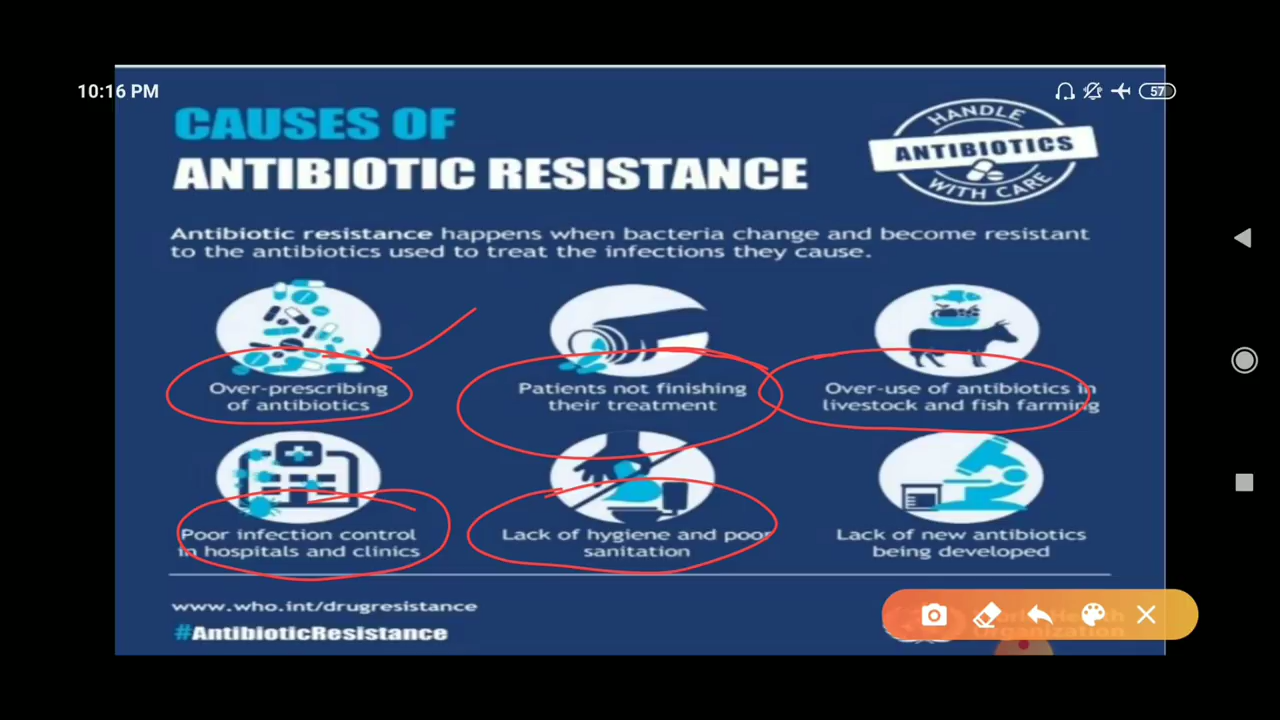 10:16 PM
57
CAUSES OF
ANTIBIOTIC RESISTANCE
HANDLE
ANTIBIOTICS
WITH CARE
Antibiotic resistance happens when bacteria change and become resistant
to the antibiotics used to treat the infections they cause.
Over-prescribing
of antibiotics
Patients not finishing
their treatment
Over-use of antibiotics in
livestock and fish farming
Poor infection control
in hospitals and clinics
Lack of hygiene and poor
sanitation
Lack of new antibiotics
being developed
www.who.int/drugresistance
#AntibioticResistance
Organization